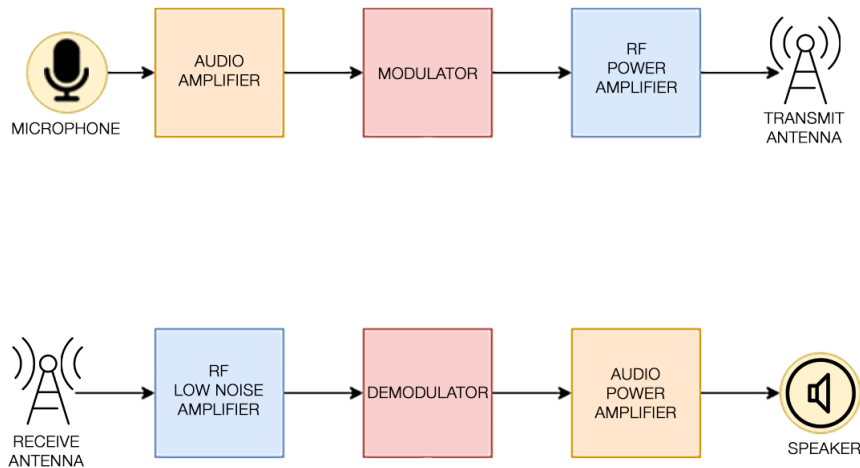 MICROPHONE
AUDIO
AMPLIFIER
MODULATOR
RF
POWER
AMPLIFIER
TRANSMIT
ANTENNA
RECEIVE
ANTENNA
RF
LOW NOISE
AMPLIFIER
DEMODULATOR
AUDIO
POWER
AMPLIFIER
SPEAKER